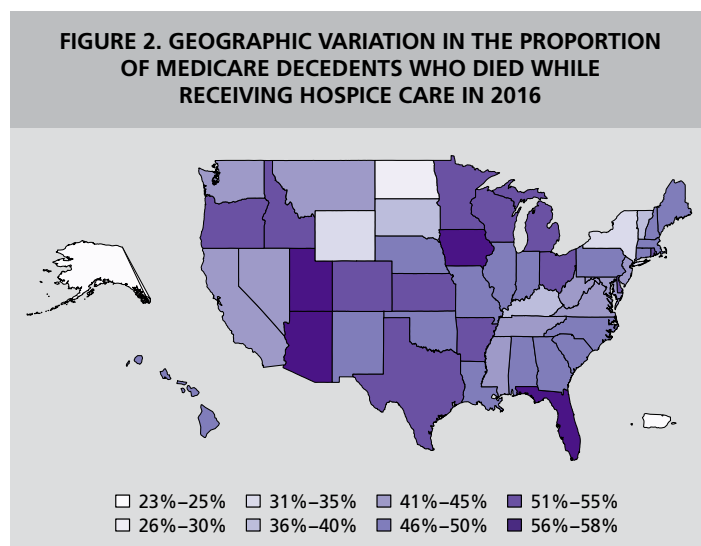 FIGURE 2. GEOGRAPHIC VARIATION IN THE PROPORTION
OF MEDICARE DECEDENTS WHO DIED WHILE
RECEIVING HOSPICE CARE IN 2016
23%–25% 31%–35% 41%–45% 51%–55%
26%–30% 36%–40% 46%–50% 56%–58%